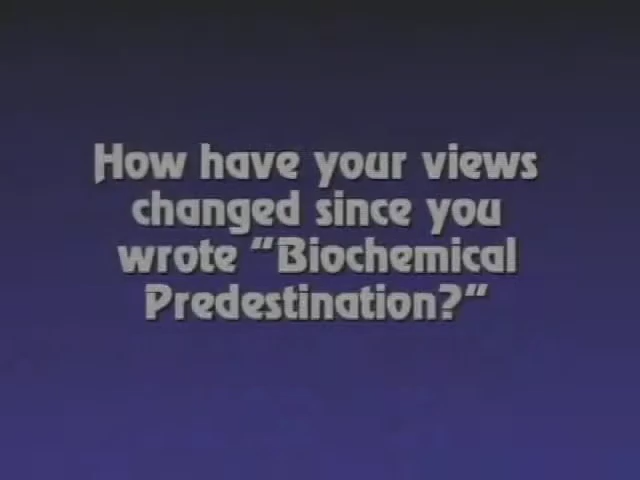 How have your views
changed since you
wrote “Biochemical
Predestination?“